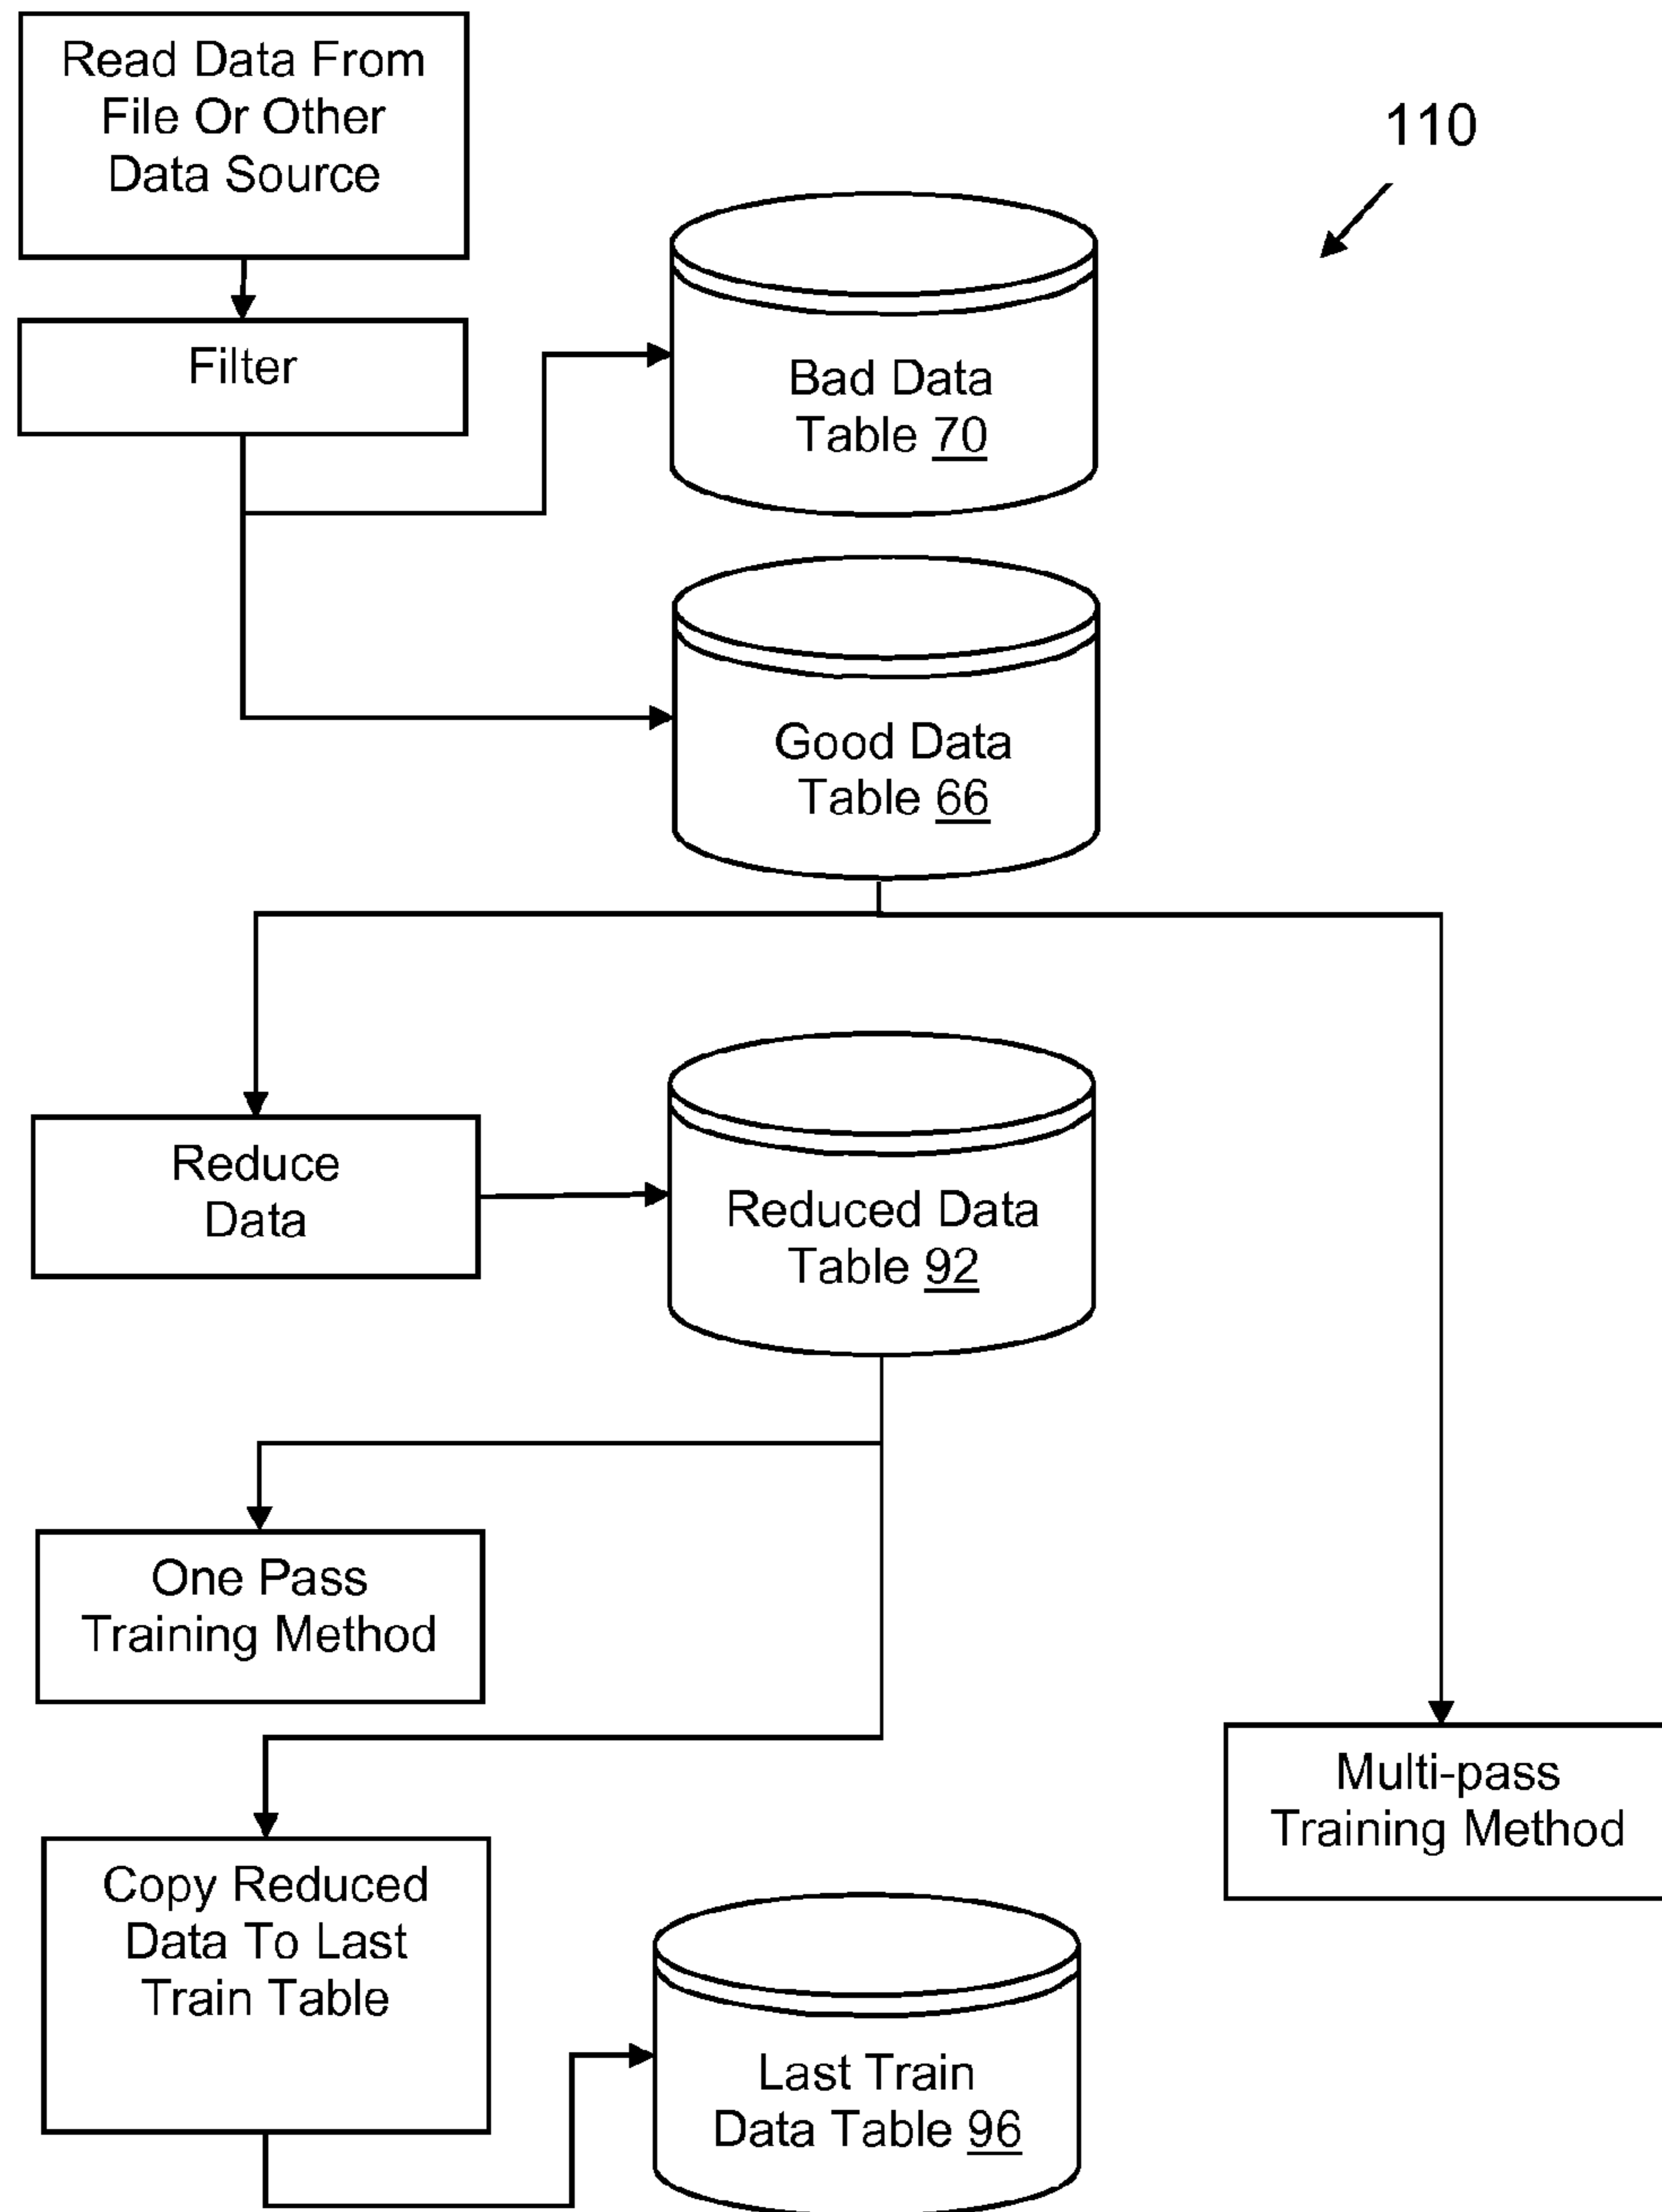 Read Data From
File Or Other
Data Source
110
Filter
Bad Data
Table 70
Good Data
Table 66
Reduce
Data
Reduced Data
Table 92
One Pass
Training Method
Multi-pass
Training Method
Copy Reduced
Data To Last
Train Table
Last Train
Data Table 96